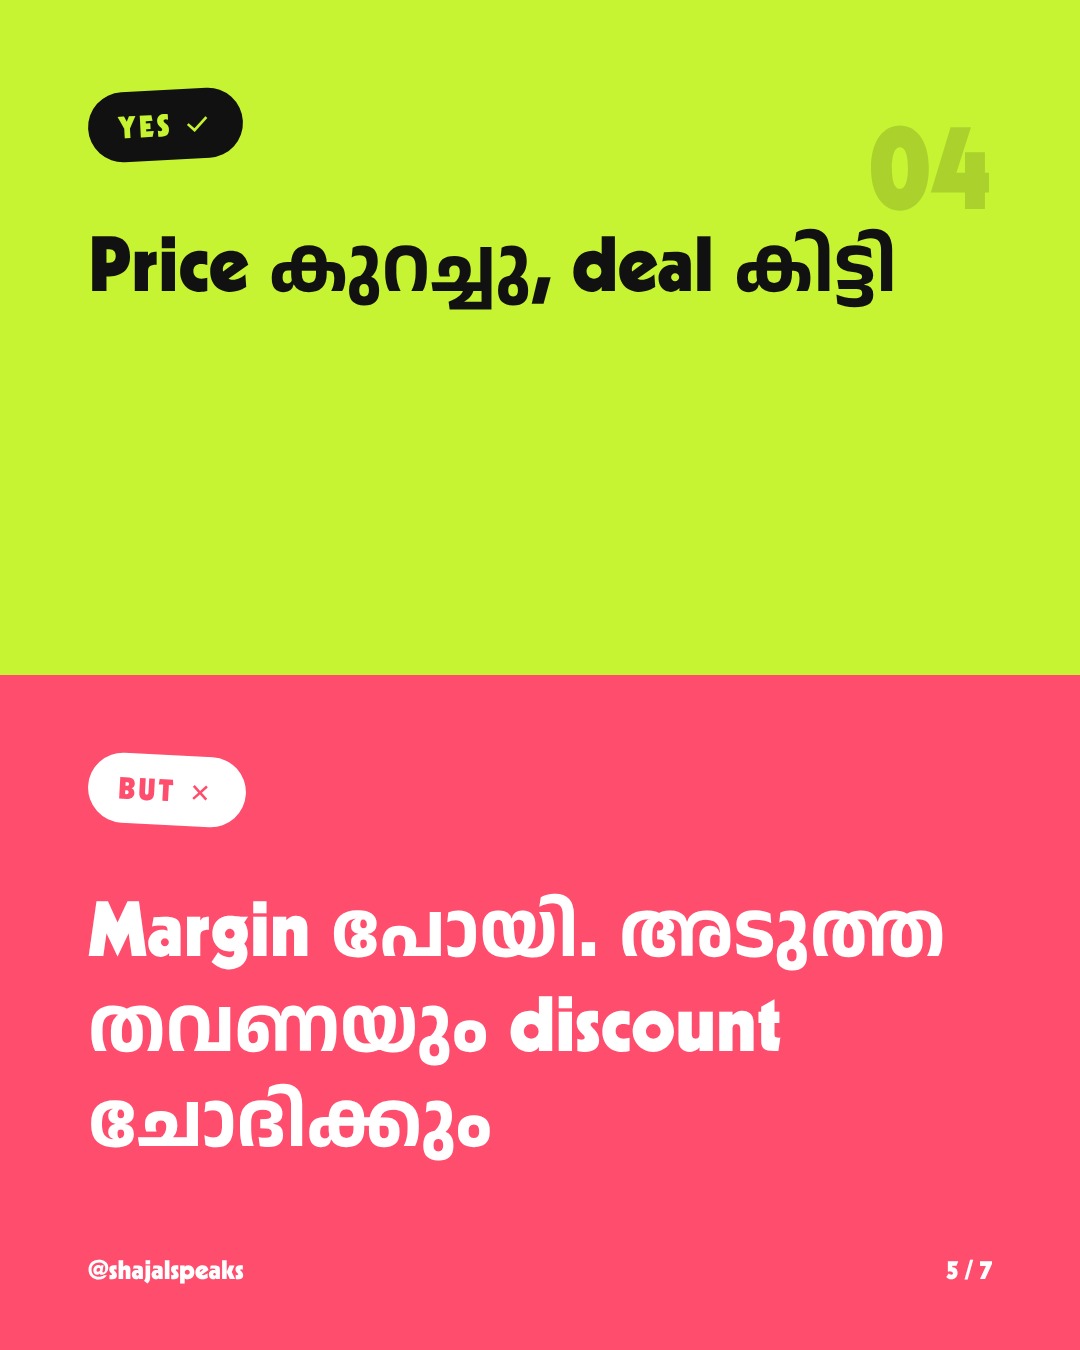 YES ✓
04
Price കുറച്ചു, deal കിട്ടി
BUT ×
Margin പോയി. അടുത്ത
തവണയും discount
ചോദിക്കും
@shajalspeaks
5 / 7